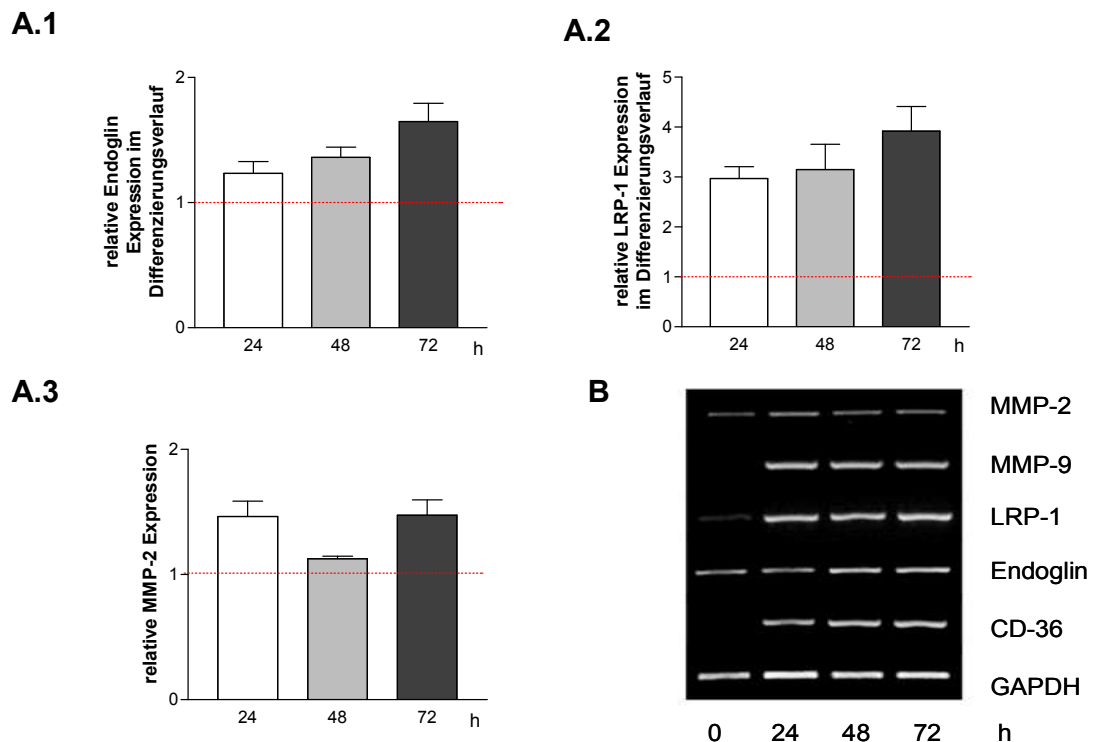 A.1
relative Endoglin
Expression im
Differenzierungsverlauf
2
1
0
24 48 72 h
A.2
relative LRP-1 Expression
im Differenzierungsverlauf
5
4
3
2
1
0
24 48 72 h
A.3
relative MMP-2 Expression
2
1
0
24 48 72 h
B
MMP-2
MMP-9
LRP-1
Endoglin
CD-36
GAPDH
0 24 48 72 h